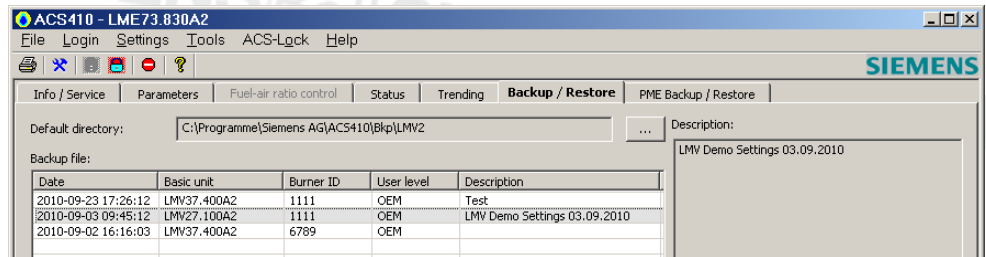 ACS410 - LME73.830A2
File Login Settings Tools ACS-Lock Help
SIEMENS
Info / Service Parameters Fuel-air ratio control Status Trending Backup / Restore PME Backup / Restore
Default directory: C:\Programme\Siemens AG\ACS410\Bkp\LMV2 ... Description:
LMV Demo Settings 03.09.2010
Backup file:
Date Basic unit Burner ID User level Description
2010-09-23 17:26:12 LMV37.400A2 1111 OEM Test
2010-09-03 09:45:12 LMV27.100A2 1111 OEM LMV Demo Settings 03.09.2010
2010-09-02 16:16:03 LMV37.400A2 6789 OEM